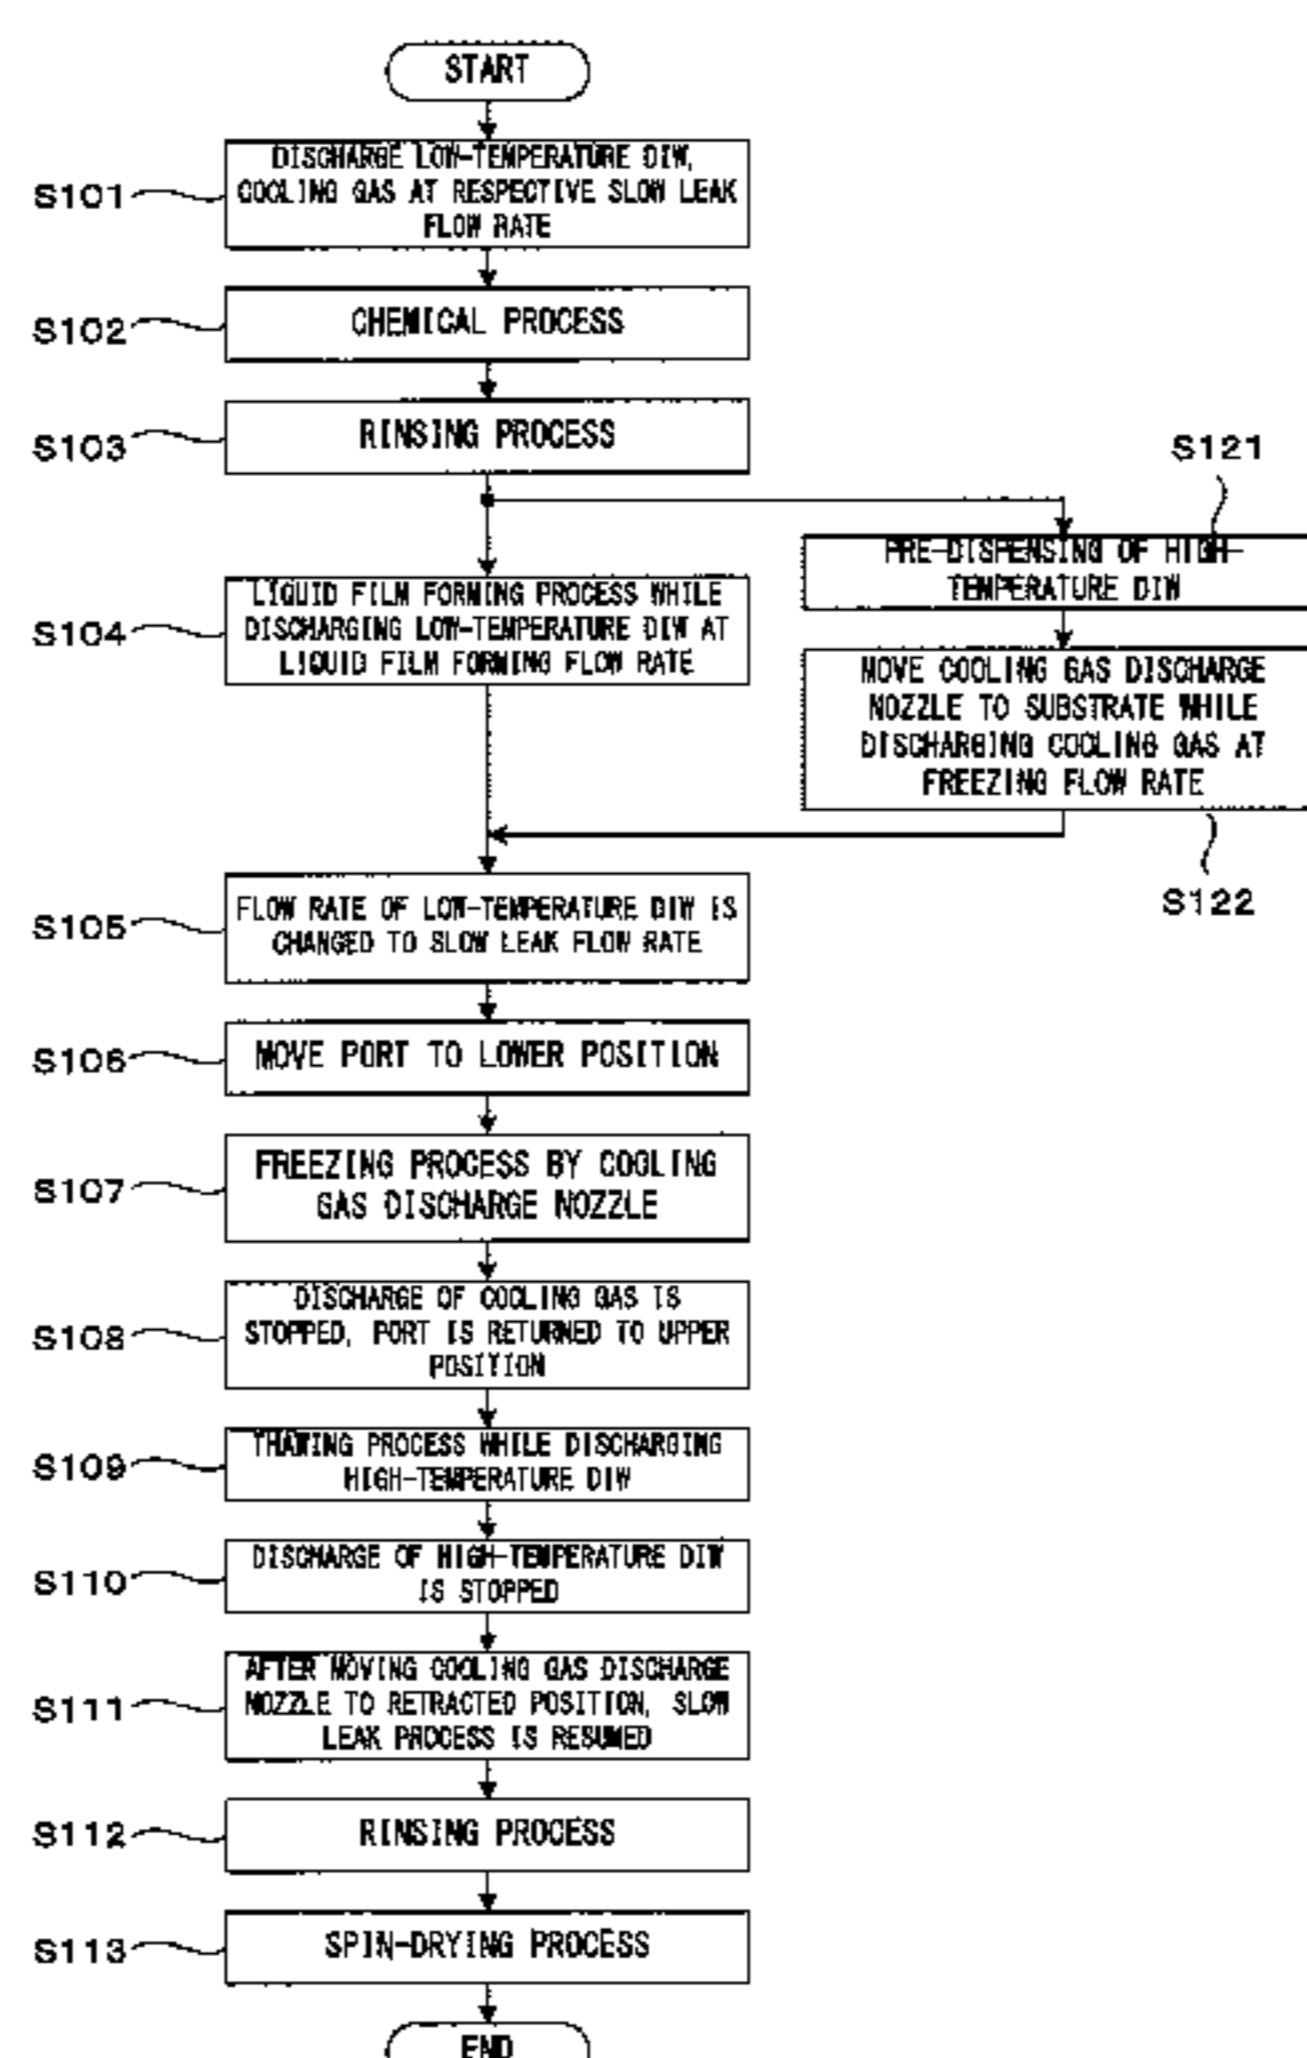 START
S101
DISCHARGE LOW-TEMPERATURE DIW,
COOLING GAS AT RESPECTIVE SLOW LEAK
FLOW RATE
S102
CHEMICAL PROCESS
S103
RINSING PROCESS
S121
PRE-DISPENSING OF HIGH-
TEMPERATURE DIW
S104
LIQUID FILM FORMING PROCESS WHILE
DISCHARGING LOW-TEMPERATURE DIW AT
LIQUID FILM FORMING FLOW RATE
MOVE COOLING GAS DISCHARGE
NOZZLE TO SUBSTRATE WHILE
DISCHARGING COOLING GAS AT
FREEZING FLOW RATE
S122
S105
FLOW RATE OF LOW-TEMPERATURE DIW IS
CHANGED TO SLOW LEAK FLOW RATE
S106
MOVE PORT TO LOWER POSITION
S107
FREEZING PROCESS BY COOLING
GAS DISCHARGE NOZZLE
S108
DISCHARGE OF COOLING GAS IS
STOPPED, PORT IS RETURNED TO UPPER
POSITION
S109
THAWING PROCESS WHILE DISCHARGING
HIGH-TEMPERATURE DIW
S110
DISCHARGE OF HIGH-TEMPERATURE DIW
IS STOPPED
S111
AFTER MOVING COOLING GAS DISCHARGE
NOZZLE TO RETRACTED POSITION, SLOW
LEAK PROCESS IS RESUMED
S112
RINSING PROCESS
S113
SPIN-DRYING PROCESS
END